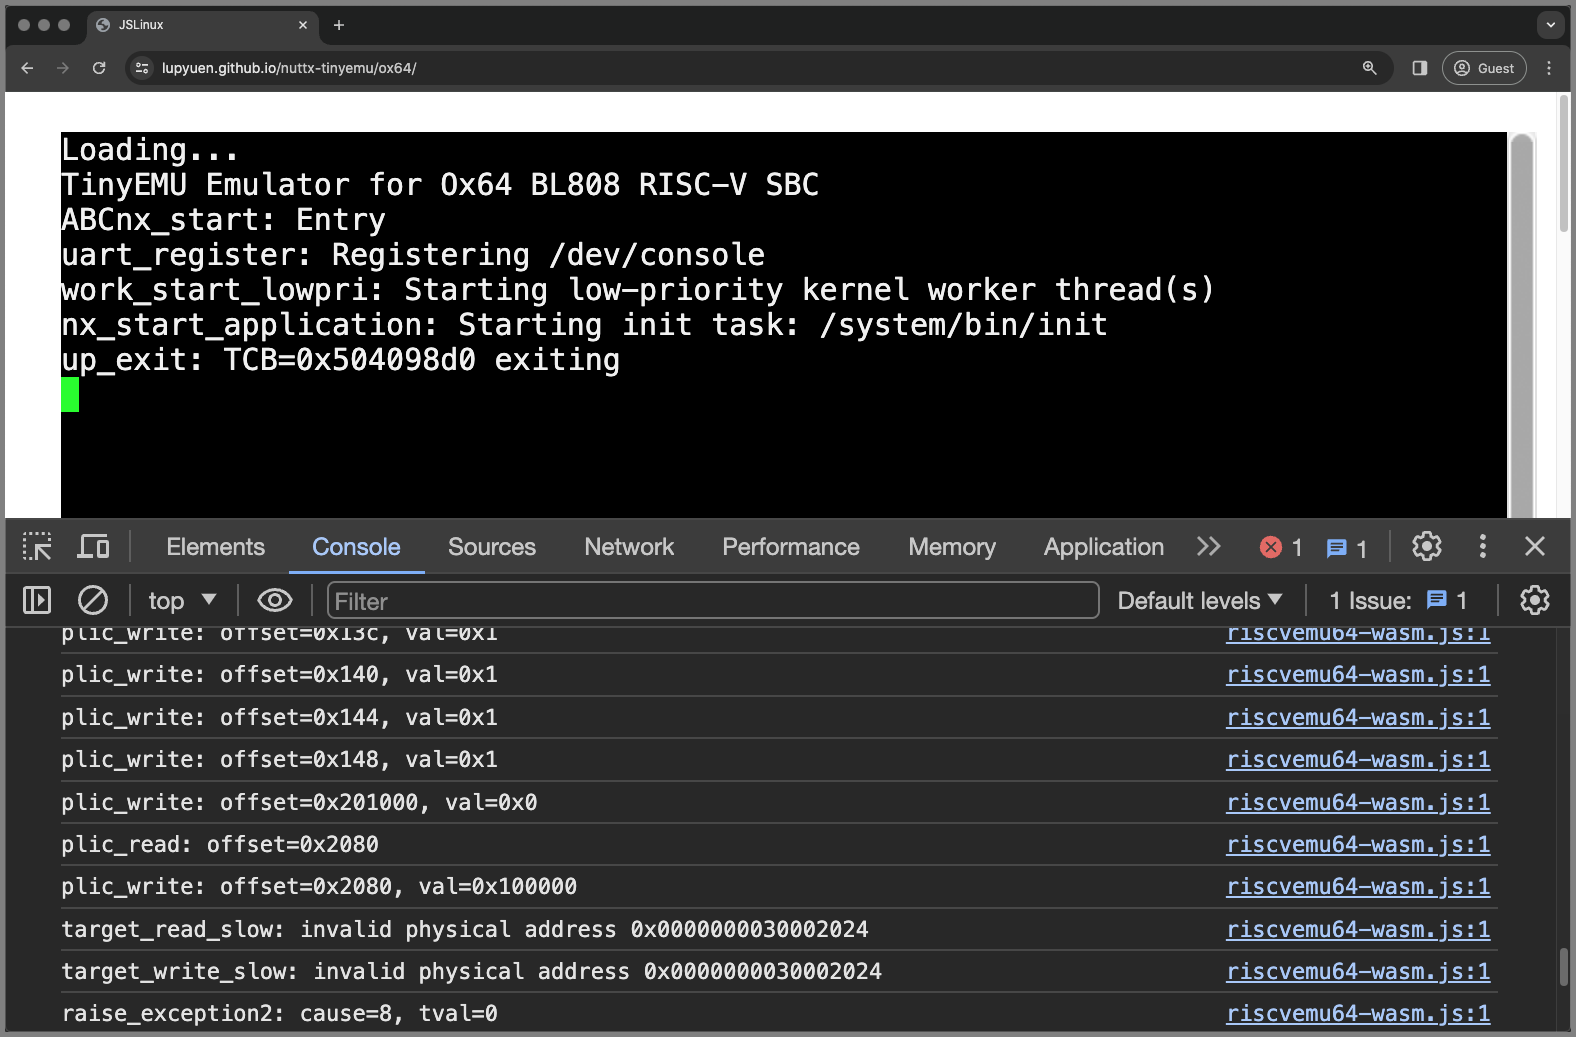 JSLinux
lupyuen.github.io/nuttx-tinyemu/ox64/
Guest
Loading...
TinyEMU Emulator for Ox64 BL808 RISC-V SBC
ABCnx_start: Entry
uart_register: Registering /dev/console
work_start_lowpri: Starting low-priority kernel worker thread(s)
nx_start_application: Starting init task: /system/bin/init
up_exit: TCB=0x504098d0 exiting
Elements Console Sources Network Performance Memory Application 1 1
top Filter Default levels 1 Issue: 1
plic_write: offset=0x13c, val=0x1 riscvemu64-wasm.js:1
plic_write: offset=0x140, val=0x1 riscvemu64-wasm.js:1
plic_write: offset=0x144, val=0x1 riscvemu64-wasm.js:1
plic_write: offset=0x148, val=0x1 riscvemu64-wasm.js:1
plic_write: offset=0x201000, val=0x0 riscvemu64-wasm.js:1
plic_read: offset=0x2080 riscvemu64-wasm.js:1
plic_write: offset=0x2080, val=0x100000 riscvemu64-wasm.js:1
target_read_slow: invalid physical address 0x0000000030002024 riscvemu64-wasm.js:1
target_write_slow: invalid physical address 0x0000000030002024 riscvemu64-wasm.js:1
raise_exception2: cause=8, tval=0 riscvemu64-wasm.js:1